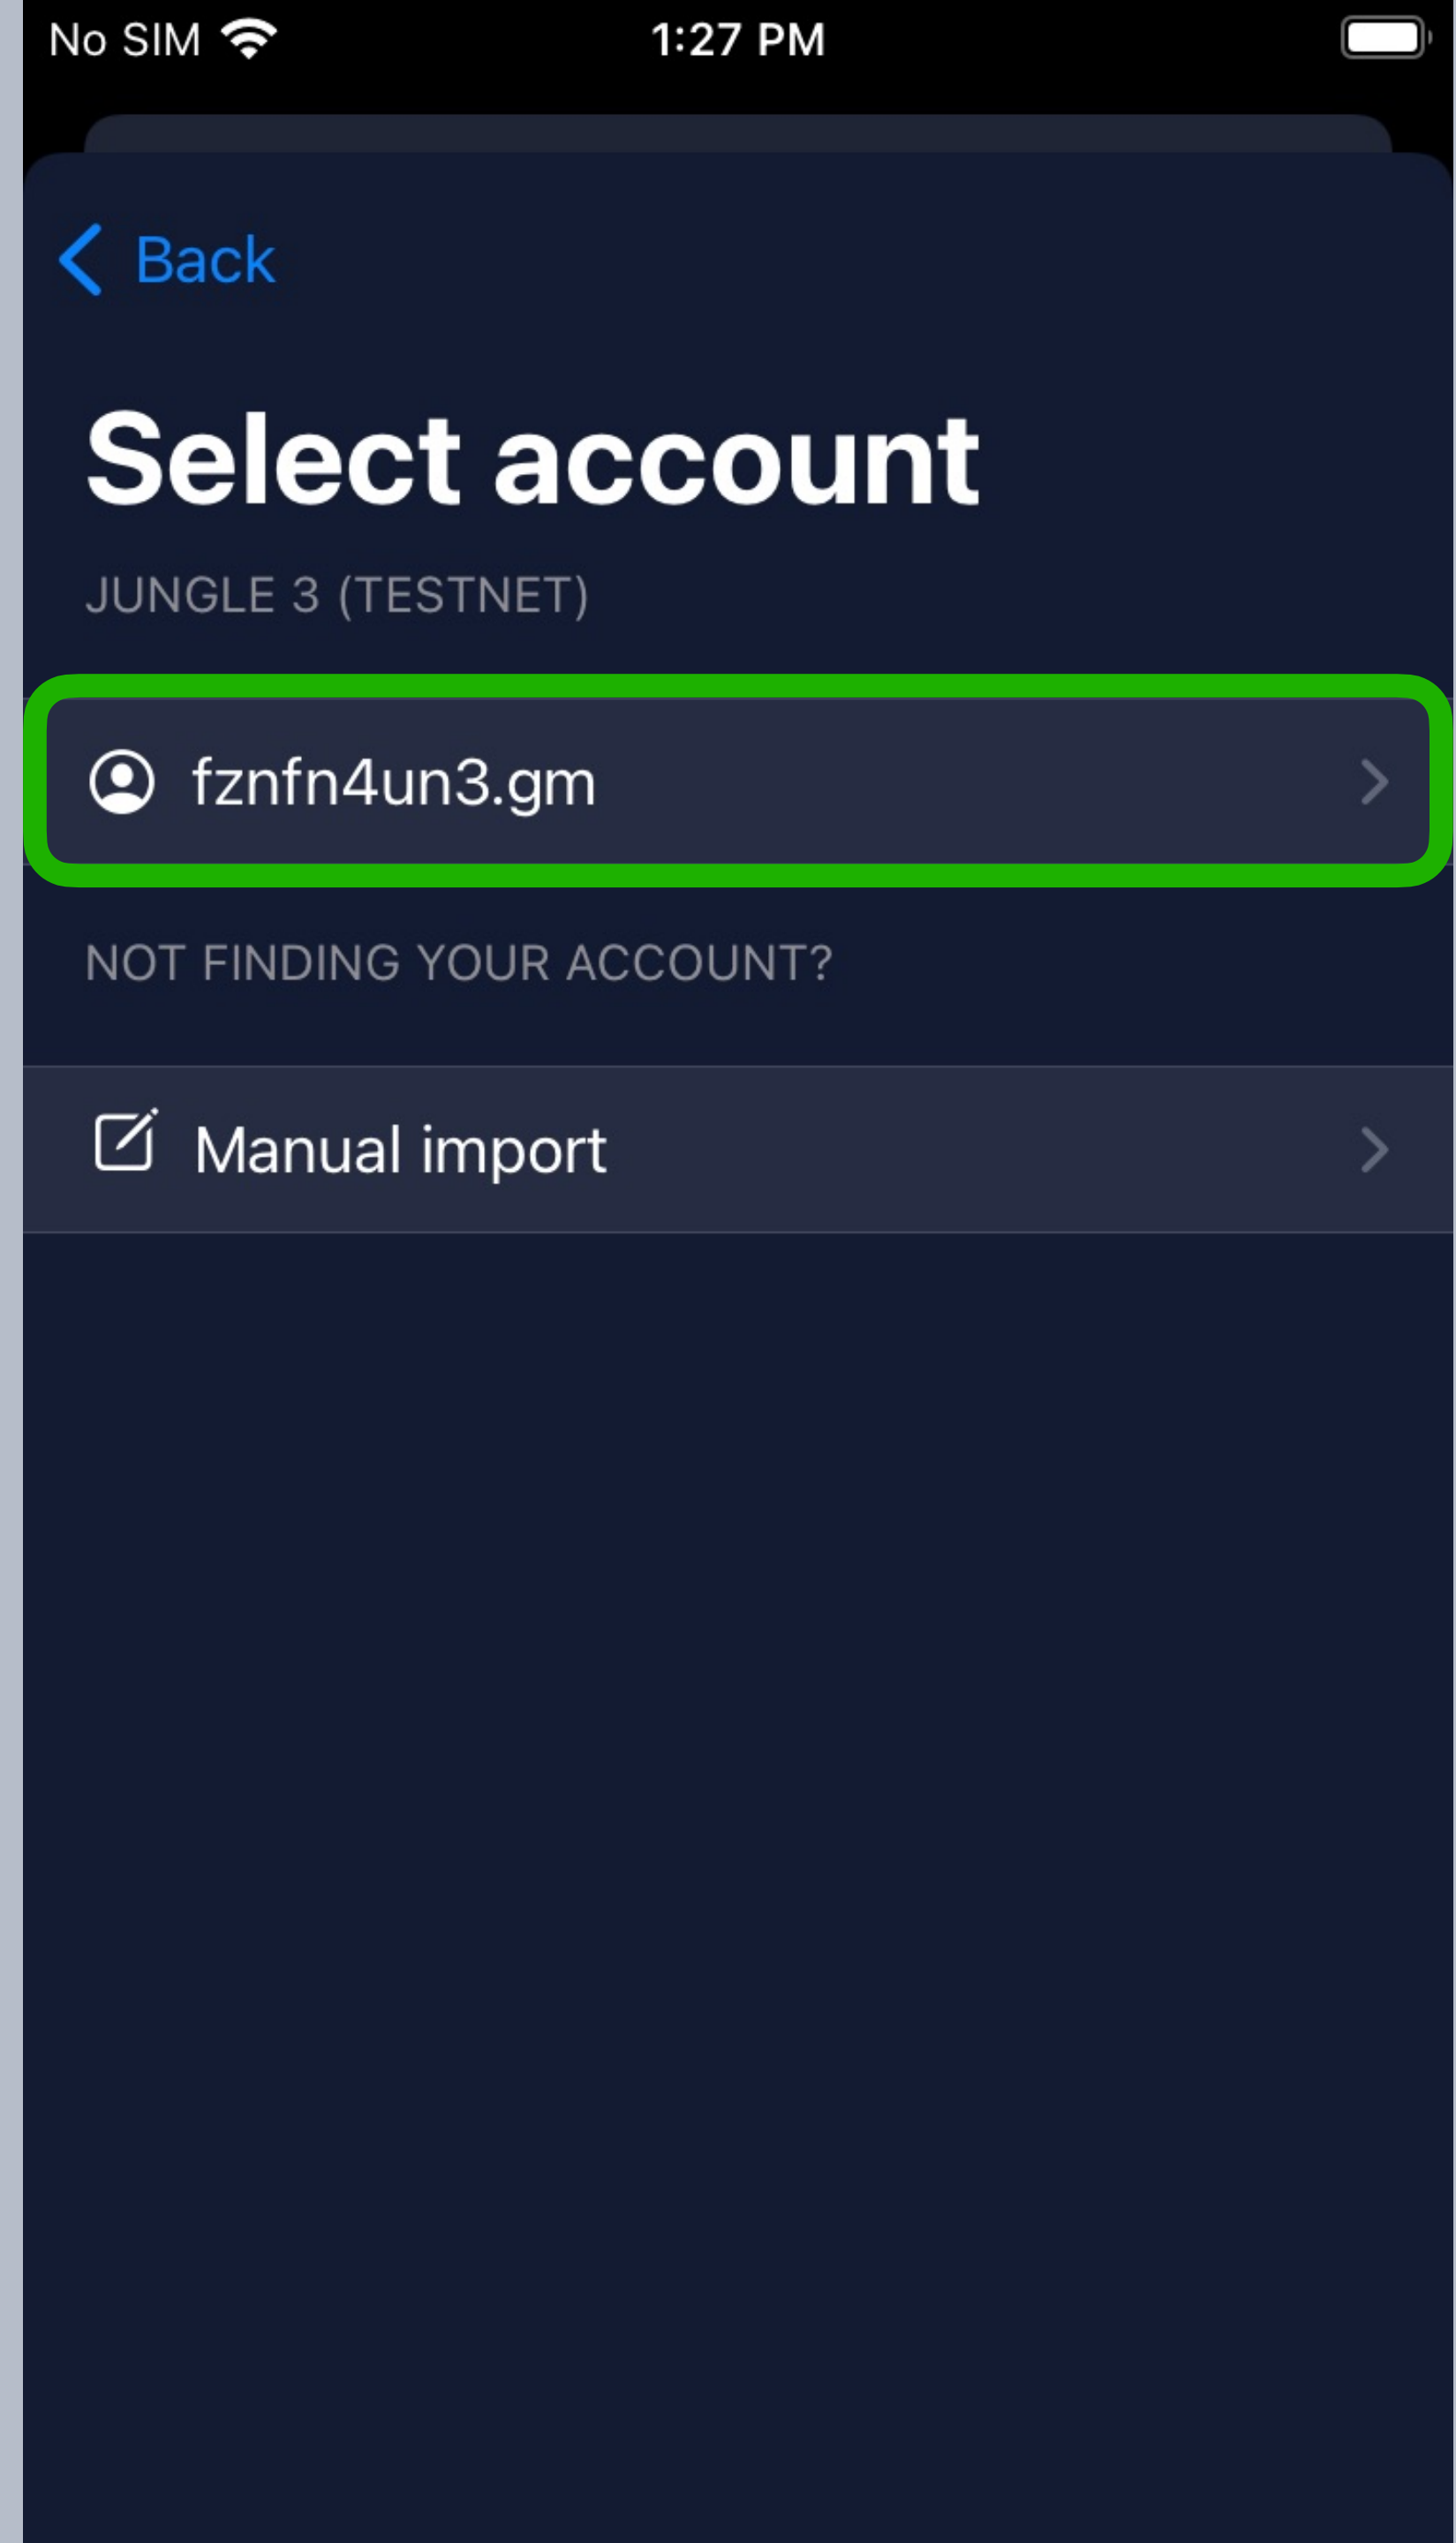 No SIM 1:27 PM
Back
Select account
JUNGLE 3 (TESTNET)
fznfn4un3.gm
NOT FINDING YOUR ACCOUNT?
Manual import